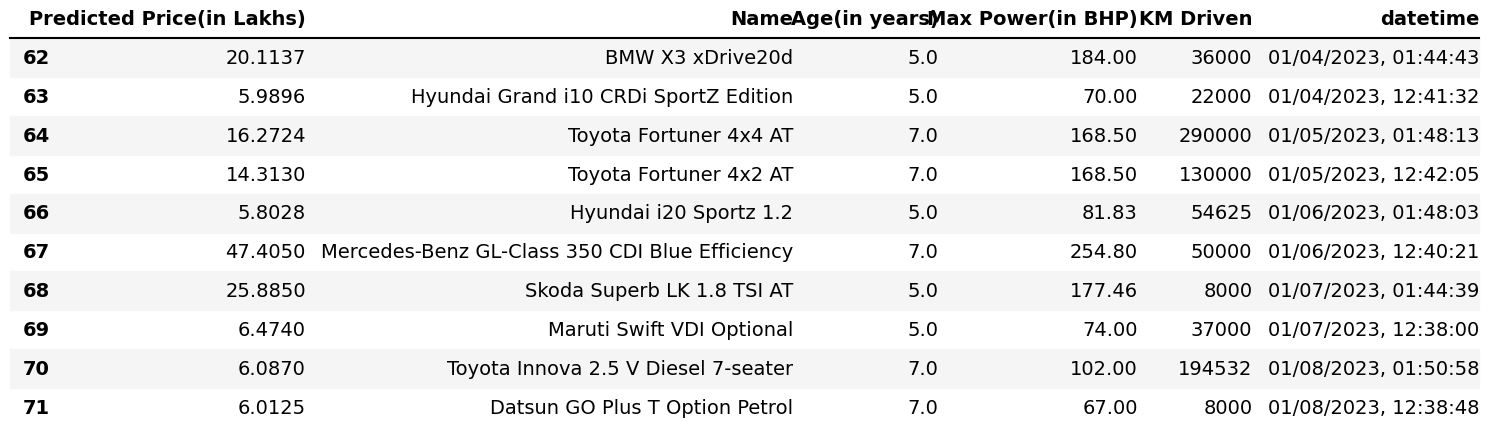 Predicted Price(in Lakhs) Name Age(in years) Max Power(in BHP) KM Driven datetime
62 20.1137 BMW X3 xDrive20d 5.0 184.00 36000 01/04/2023, 01:44:43
63 5.9896 Hyundai Grand i10 CRDi SportZ Edition 5.0 70.00 22000 01/04/2023, 12:41:32
64 16.2724 Toyota Fortuner 4x4 AT 7.0 168.50 290000 01/05/2023, 01:48:13
65 14.3130 Toyota Fortuner 4x2 AT 7.0 168.50 130000 01/05/2023, 12:42:05
66 5.8028 Hyundai i20 Sportz 1.2 5.0 81.83 54625 01/06/2023, 01:48:03
67 47.4050 Mercedes-Benz GL-Class 350 CDI Blue Efficiency 7.0 254.80 50000 01/06/2023, 12:40:21
68 25.8850 Skoda Superb LK 1.8 TSI AT 5.0 177.46 8000 01/07/2023, 01:44:39
69 6.4740 Maruti Swift VDI Optional 5.0 74.00 37000 01/07/2023, 12:38:00
70 6.0870 Toyota Innova 2.5 V Diesel 7-seater 7.0 102.00 194532 01/08/2023, 01:50:58
71 6.0125 Datsun GO Plus T Option Petrol 7.0 67.00 8000 01/08/2023, 12:38:48